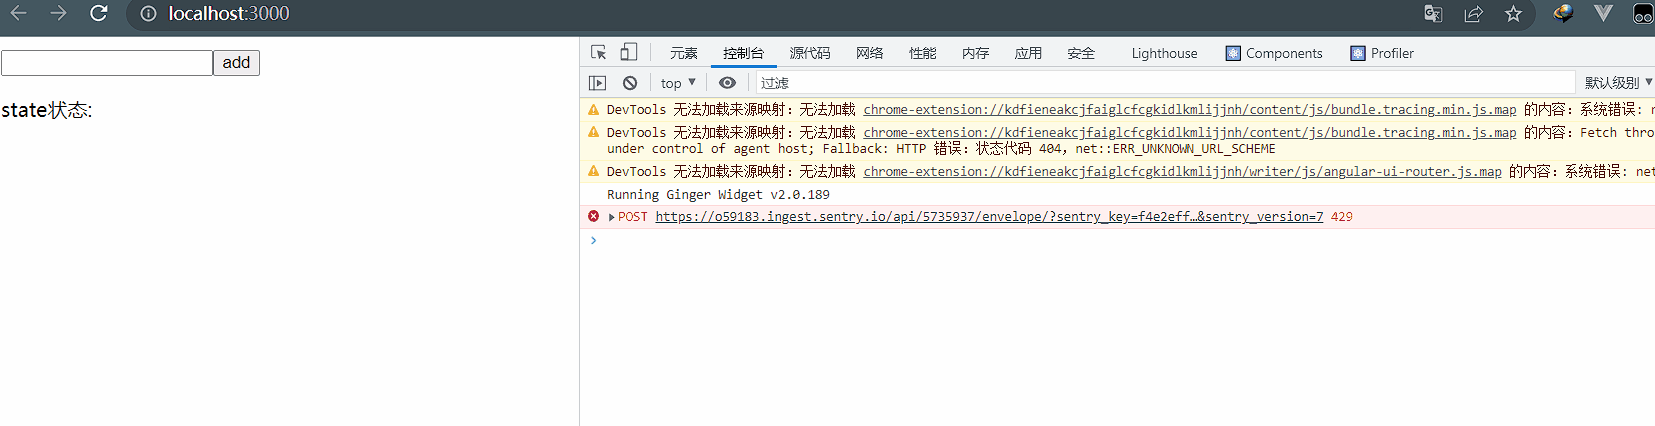 localhost:3000
add
state状态:
元素 控制台 源代码 网络 性能 内存 应用 安全 Lighthouse Components Profiler
top 过滤 默认级别
DevTools 无法加载来源映射：无法加载 chrome-extension://kdfieneakcjfaiglcfcgkidlkmlijjnh/content/js/bundle.tracing.min.js.map 的内容：系统错误: n
DevTools 无法加载来源映射：无法加载 chrome-extension://kdfieneakcjfaiglcfcgkidlkmlijjnh/content/js/bundle.tracing.min.js.map 的内容：Fetch thro
under control of agent host; Fallback: HTTP 错误：状态代码 404, net::ERR_UNKNOWN_URL_SCHEME
DevTools 无法加载来源映射：无法加载 chrome-extension://kdfieneakcjfaiglcfcgkidlkmlijjnh/writer/js/angular-ui-router.js.map 的内容：系统错误: net
Running Ginger Widget v2.0.189
POST https://o59183.ingest.sentry.io/api/5735937/envelope/?sentry_key=f4e2eff…&sentry_version=7 429